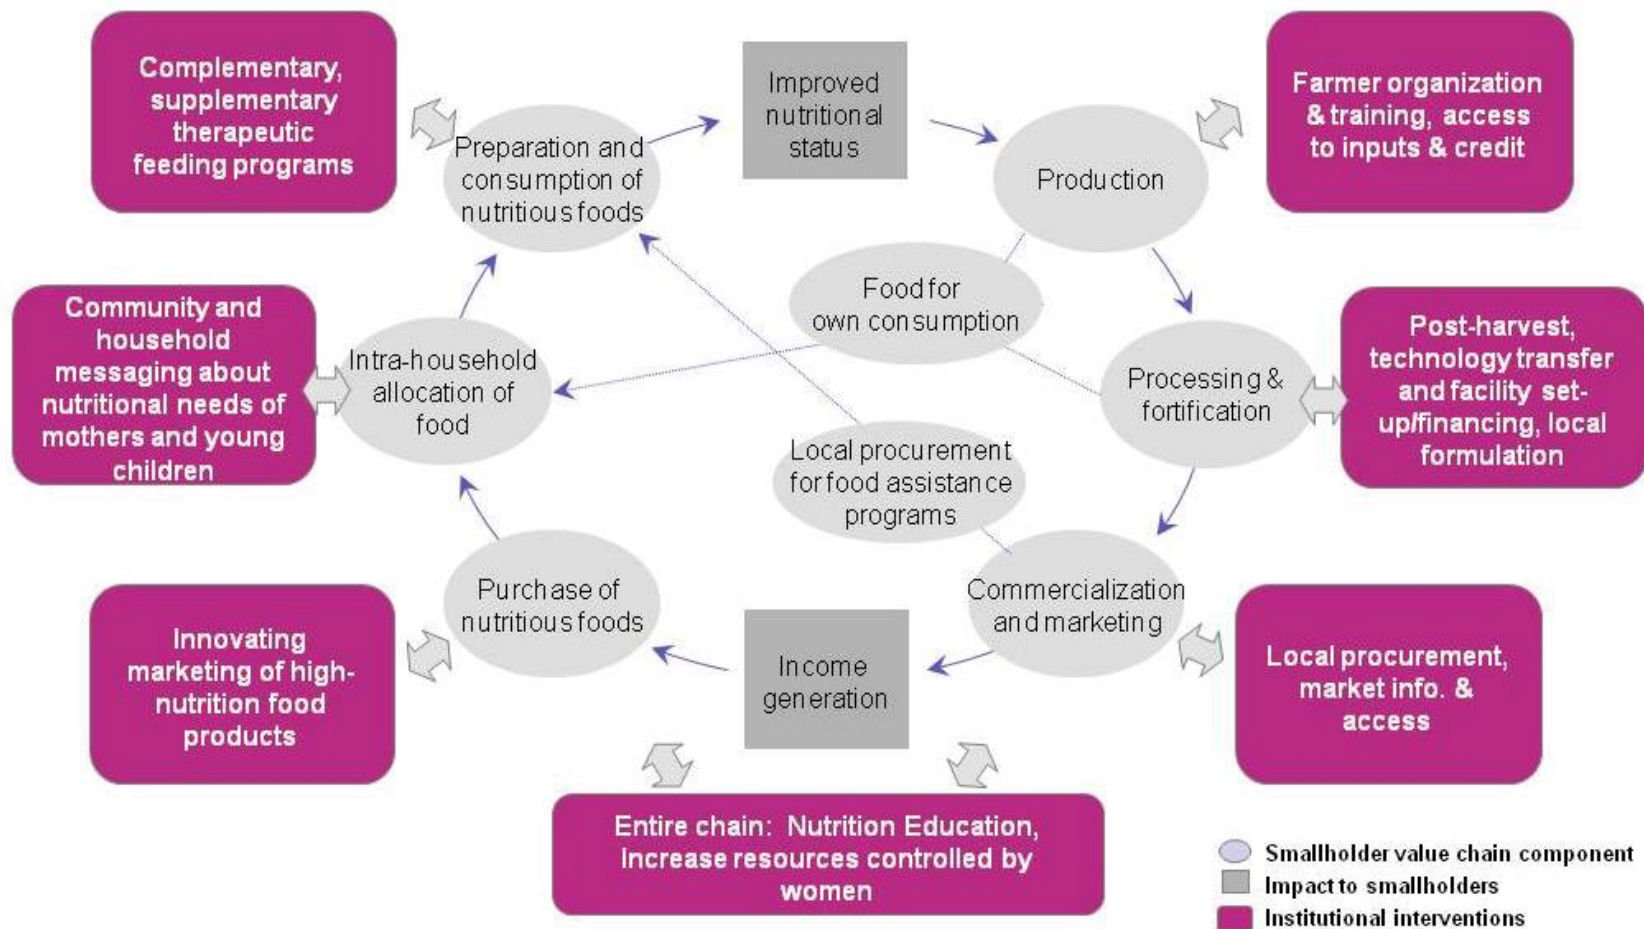 Complementary,
supplementary
therapeutic
feeding programs
Improved
nutritional
status
Farmer organization
& training, access
to inputs & credit
Preparation and
consumption of
nutritious foods
Production
Food for
own consumption
Community and
household
messaging about
nutritional needs of
mothers and young
children
Intra-household
allocation of
food
Processing &
fortification
Post-harvest,
technology transfer
and facility set-
up/financing, local
formulation
Local procurement
for food assistance
programs
Purchase of
nutritious foods
Commercialization
and marketing
Innovating
marketing of high-
nutrition food
products
Income
generation
Local procurement,
market info. &
access
Entire chain: Nutrition Education,
Increase resources controlled by
women
Smallholder value chain component
Impact to smallholders
Institutional interventions